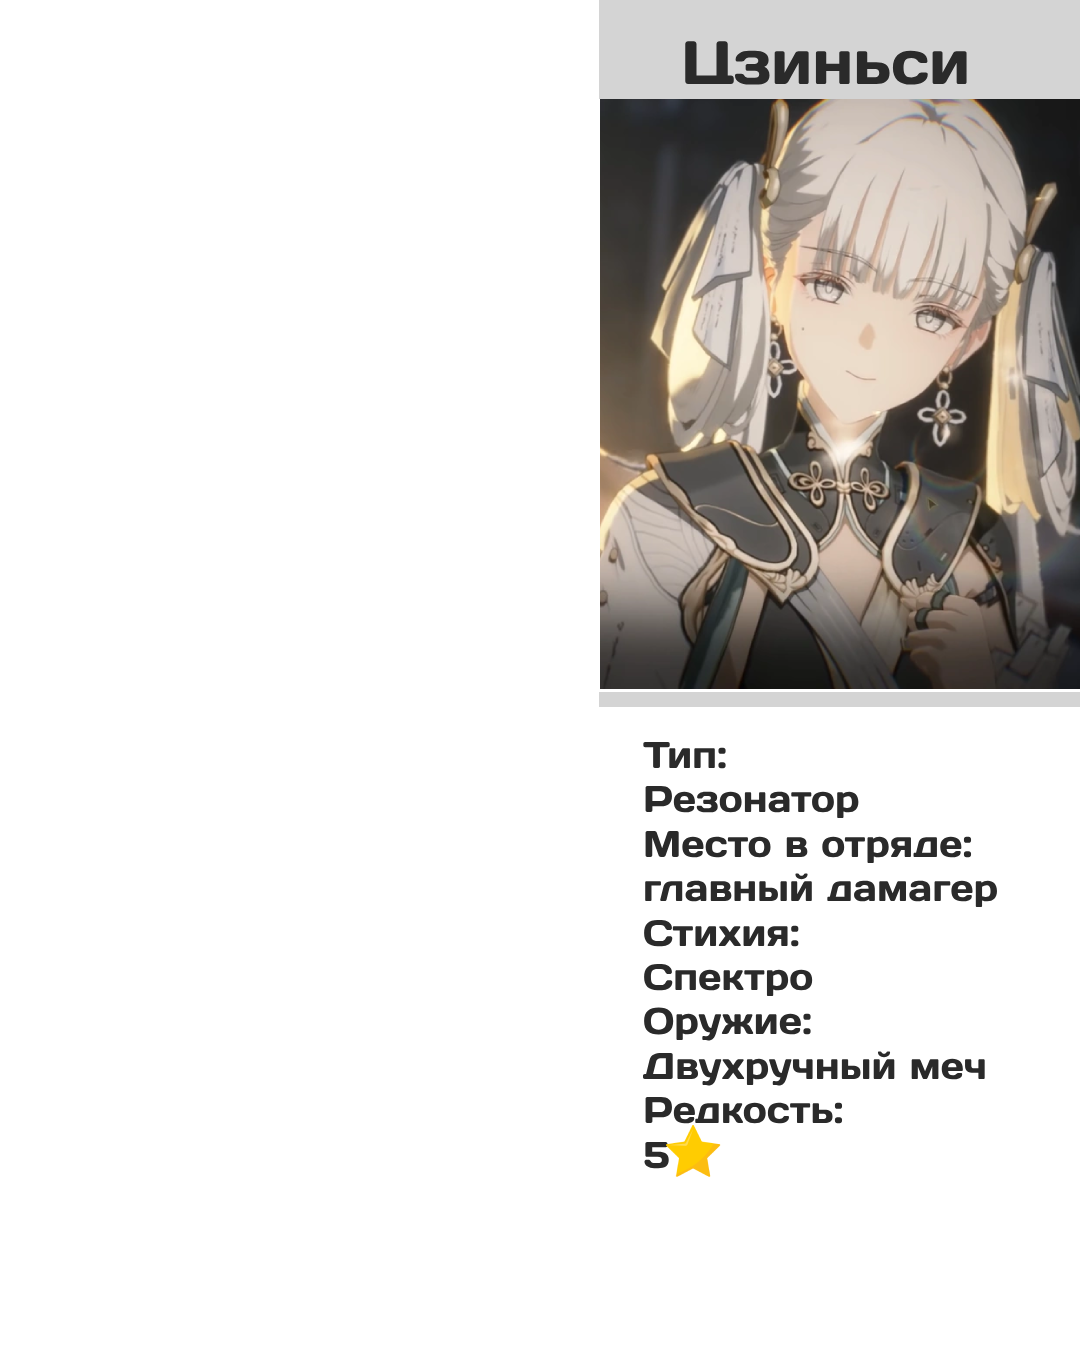 Цзиньси
Тип:
Резонатор
Место в отряде:
главный дамагер
Стихия:
Спектро
Оружие:
Двухручный меч
Редкость:
5⭐